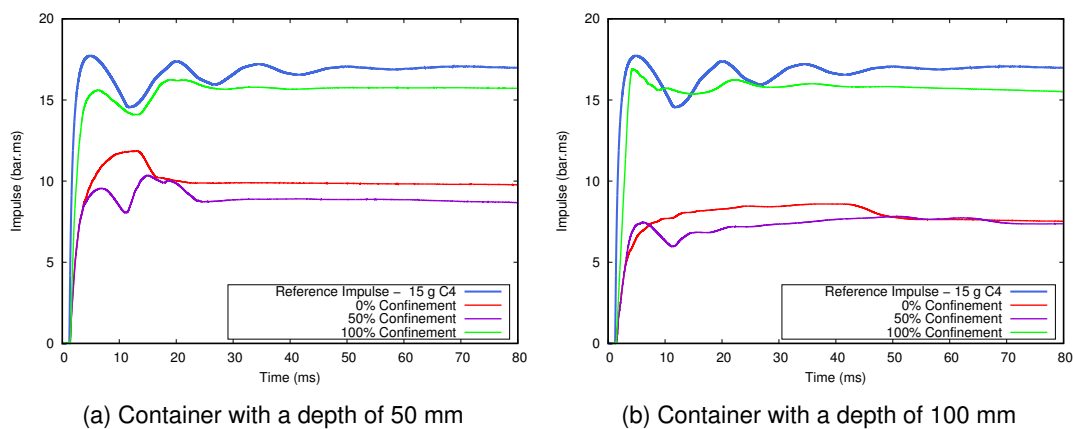 20
15
10
5
0
Impulse (bar.ms)
Reference Impulse – 15 g C4
0% Confinement
50% Confinement
100% Confinement
0 10 20 30 40 50 60 70 80
Time (ms)
(a) Container with a depth of 50 mm
20
15
10
5
0
Impulse (bar.ms)
Reference Impulse – 15 g C4
0% Confinement
50% Confinement
100% Confinement
0 10 20 30 40 50 60 70 80
Time (ms)
(b) Container with a depth of 100 mm